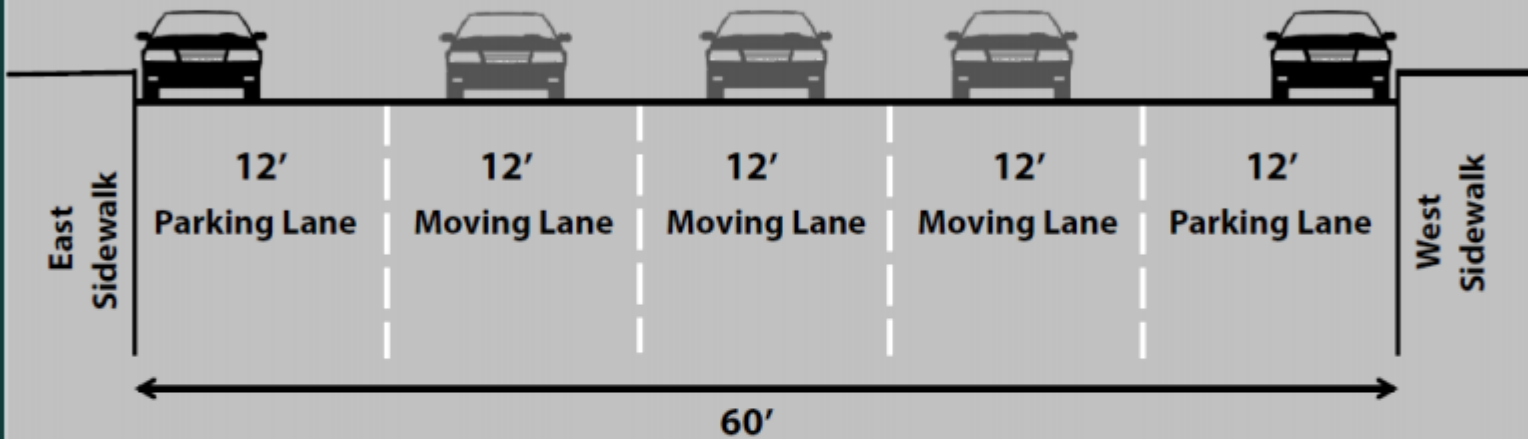 East
Sidewalk
12’
Parking Lane
12’
Moving Lane
12’
Moving Lane
12’
Moving Lane
12’
Parking Lane
West
Sidewalk
60’